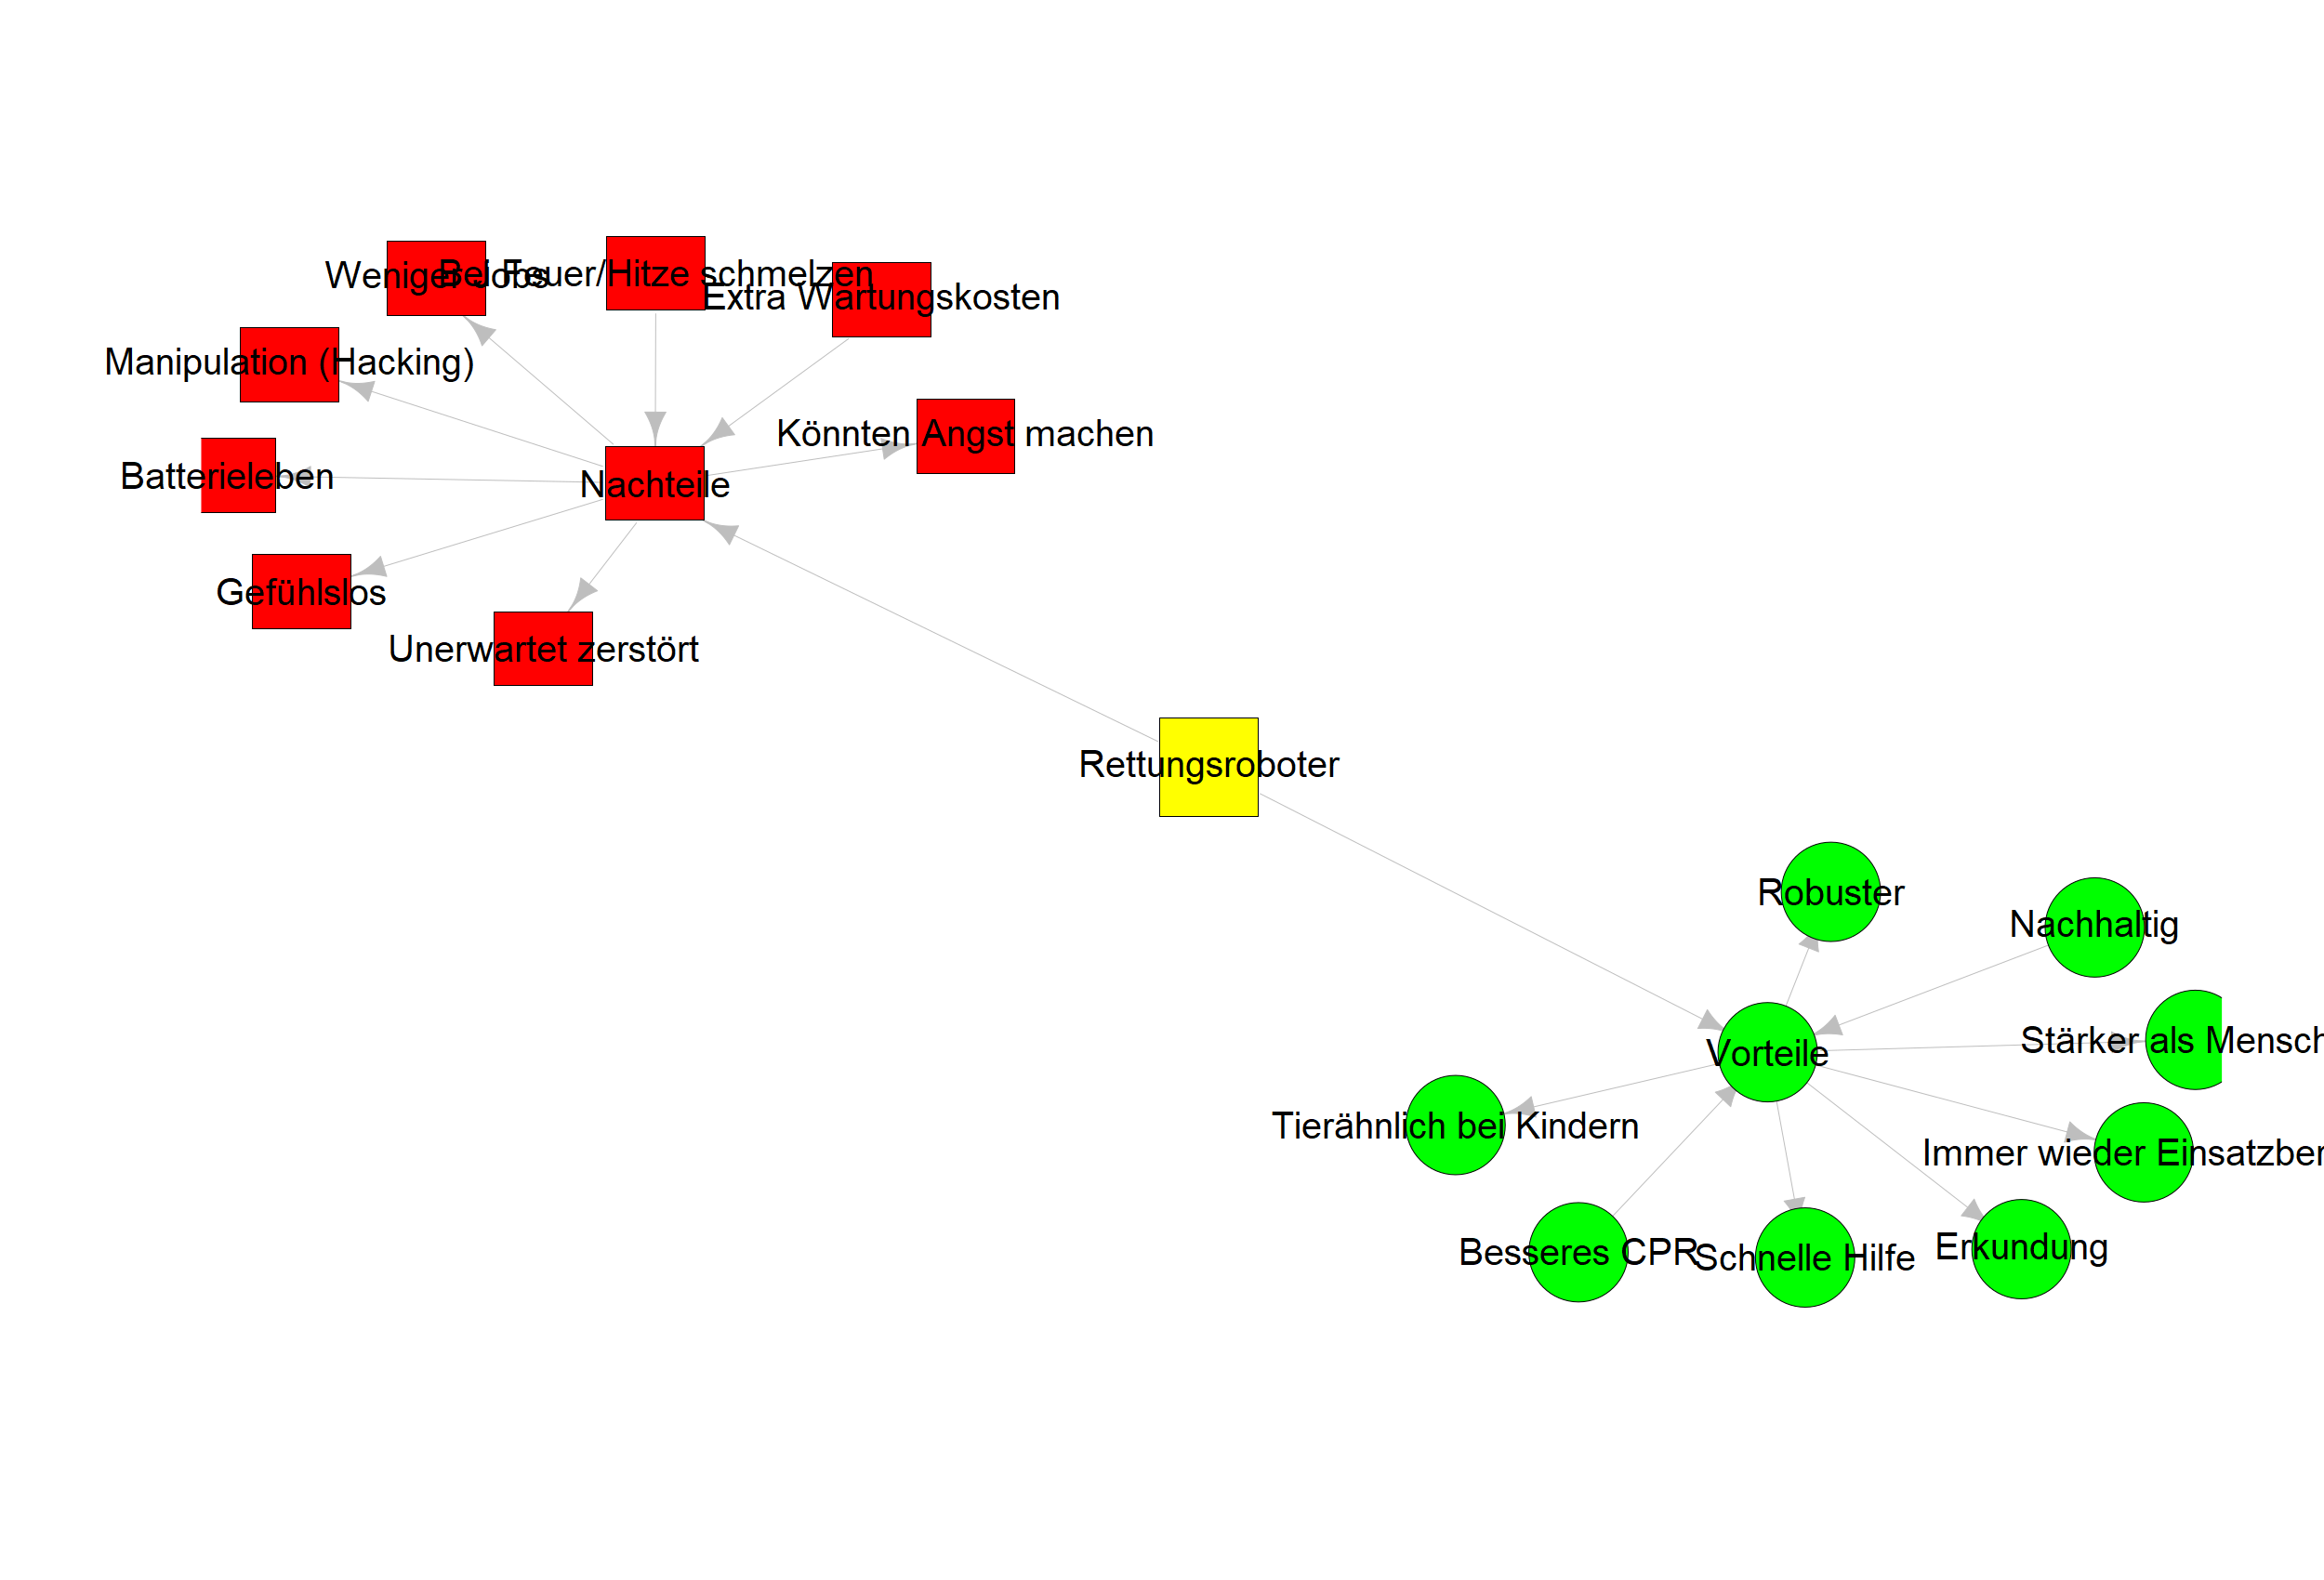 Weniger Jobs
Bei Feuer/Hitze schmelzen
Extra Wartungskosten
Manipulation (Hacking)
Könnten Angst machen
Batterieleben
Nachteile
Gefühlslos
Unerwartet zerstört
Rettungsroboter
Robuster
Nachhaltig
Stärker als Mensch
Vorteile
Tierähnlich bei Kindern
Immer wieder Einsatzber
Besseres CPR
Schnelle Hilfe
Erkundung